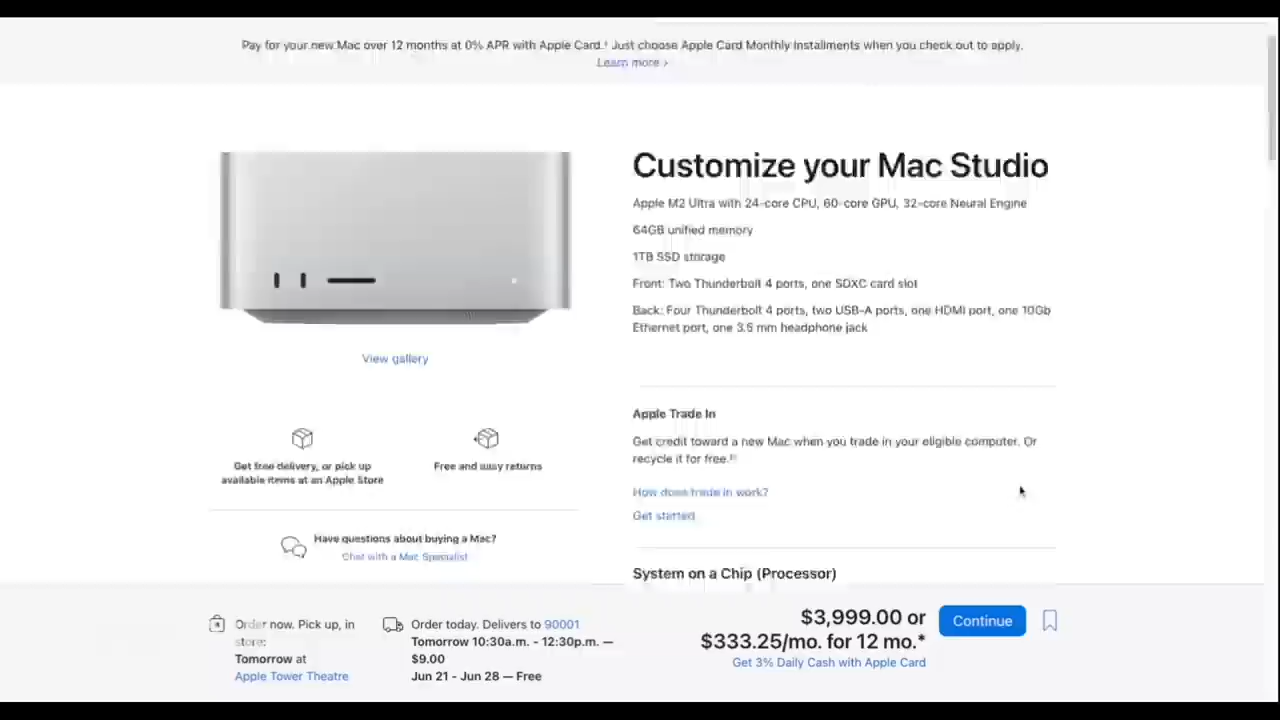 Pay for your new Mac over 12 months at 0% APR with Apple Card.† Just choose Apple Card Monthly Installments when you check out to apply.
Learn more >
Customize your Mac Studio
Apple M2 Ultra with 24-core CPU, 60-core GPU, 32-core Neural Engine
64GB unified memory
1TB SSD storage
Front: Two Thunderbolt 4 ports, one SDXC card slot
Back: Four Thunderbolt 4 ports, two USB-A ports, one HDMI port, one 10Gb
Ethernet port, one 3.5 mm headphone jack
View gallery
Get free delivery, or pick up
available items at an Apple Store
Free and easy returns
Have questions about buying a Mac?
Chat with a Mac Specialist
Apple Trade In
Get credit toward a new Mac when you trade in your eligible computer. Or
recycle it for free.
How does trade in work?
Get started
System on a Chip (Processor)
Order now. Pick up, in
store:
Tomorrow at
Apple Tower Theatre
Order today. Delivers to 90001
Tomorrow 10:30a.m. - 12:30p.m. —
$9.00
Jun 21 - Jun 28 — Free
$3,999.00 or
$333.25/mo. for 12 mo.*
Get 3% Daily Cash with Apple Card
Continue